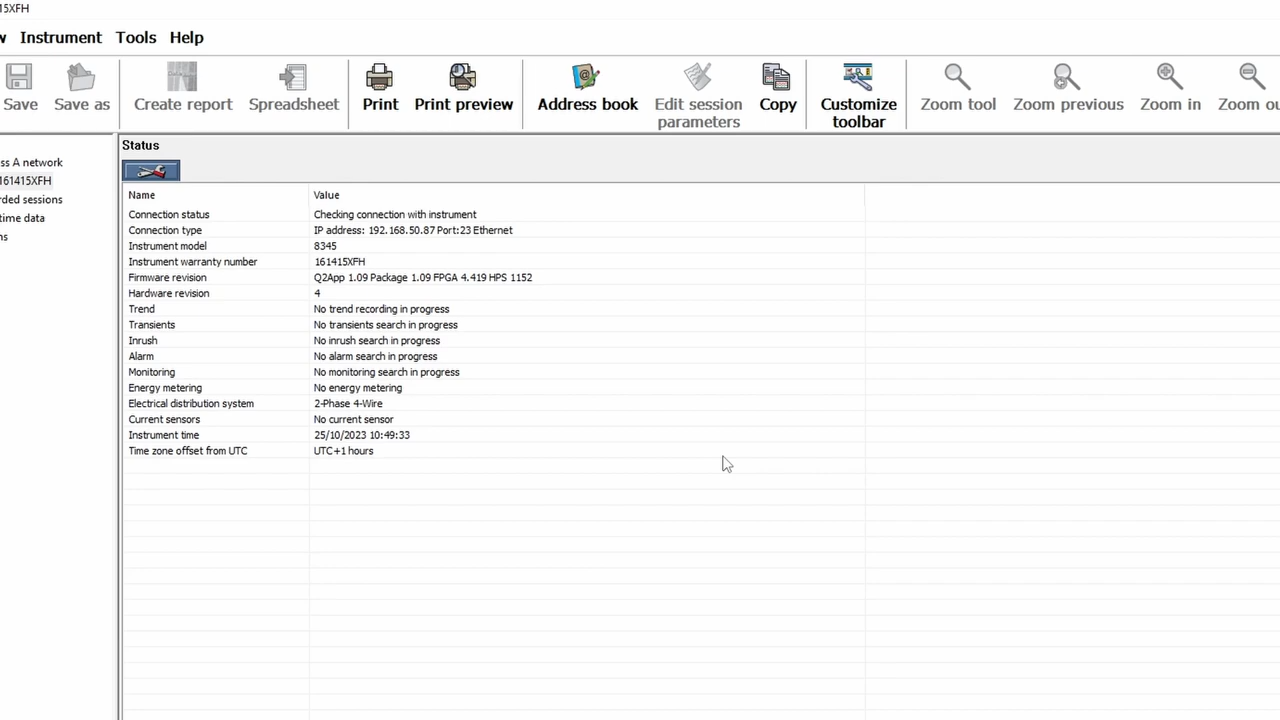 15XFH
w Instrument Tools Help
Save Save as Create report Spreadsheet Print Print preview Address book Edit session parameters Copy Customize toolbar Zoom tool Zoom previous Zoom in Zoom ou
Status
ss A network
161415XFH
rded sessions
time data
ns
Name Value
Connection status Checking connection with instrument
Connection type IP address: 192.168.50.87 Port:23 Ethernet
Instrument model 8345
Instrument warranty number 161415XFH
Firmware revision Q2App 1.09 Package 1.09 FPGA 4.419 HPS 1152
Hardware revision 4
Trend No trend recording in progress
Transients No transients search in progress
Inrush No inrush search in progress
Alarm No alarm search in progress
Monitoring No monitoring search in progress
Energy metering No energy metering
Electrical distribution system 2-Phase 4-Wire
Current sensors No current sensor
Instrument time 25/10/2023 10:49:33
Time zone offset from UTC UTC+1 hours